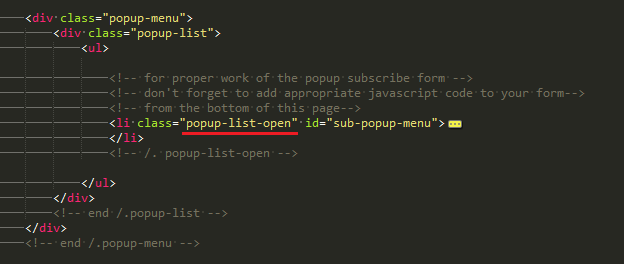 <div class="popup-menu">
<div class="popup-list">
<ul>
<!-- for proper work of the popup subscribe form -->
<!-- don't forget to add appropriate javascript code to your form-->
<!-- from the bottom of this page-->
<li class="popup-list-open" id="sub-popup-menu">
</li>
<!-- /. popup-list-open -->
</ul>
</div>
<!-- end /.popup-list -->
</div>
<!-- end /.popup-menu -->